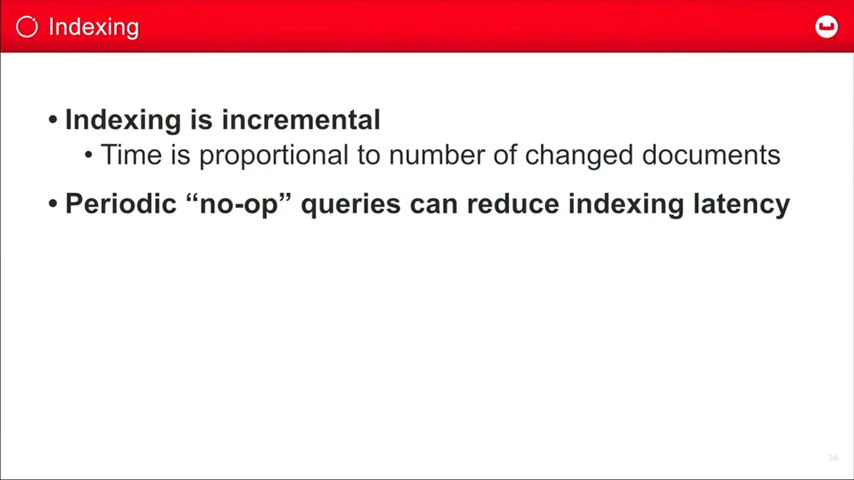 Indexing
• Indexing is incremental
• Time is proportional to number of changed documents
• Periodic “no-op” queries can reduce indexing latency
38